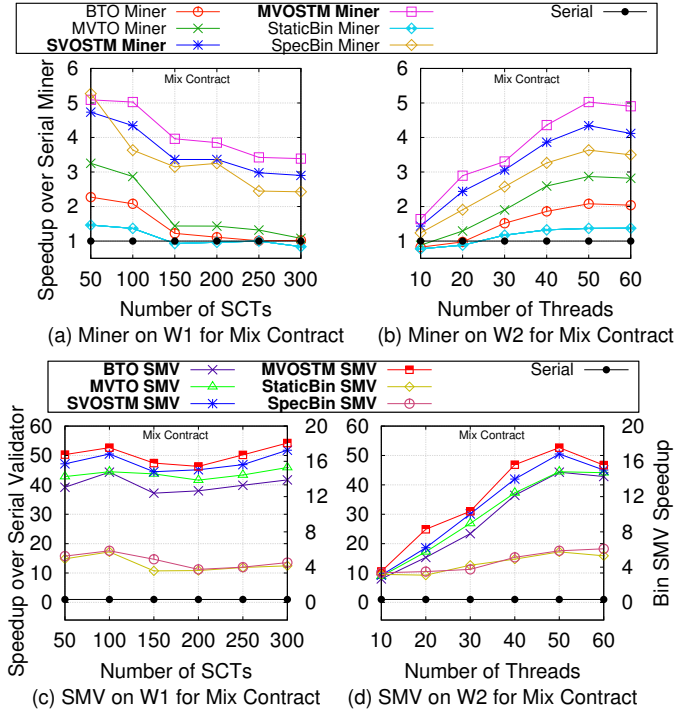 BTO Miner
MVTO Miner
SVOSTM Miner
MVOSTM Miner
StaticBin Miner
SpecBin Miner
Serial
Speedup over Serial Miner
6
5
4
3
2
1
Mix Contract
50 100 150 200 250 300
Number of SCTs
(a) Miner on W1 for Mix Contract
6
5
4
3
2
1
Mix Contract
10 20 30 40 50 60
Number of Threads
(b) Miner on W2 for Mix Contract
BTO SMV
MVTO SMV
SVOSTM SMV
MVOSTM SMV
StaticBin SMV
SpecBin SMV
Serial
Speedup over Serial Validator
60
50
40
30
20
10
0
Mix Contract
20
16
12
8
4
0
50 100 150 200 250 300
Number of SCTs
(c) SMV on W1 for Mix Contract
60
50
40
30
20
10
0
Mix Contract
20
16
12
8
4
0
Bin SMV Speedup
10 20 30 40 50 60
Number of Threads
(d) SMV on W2 for Mix Contract